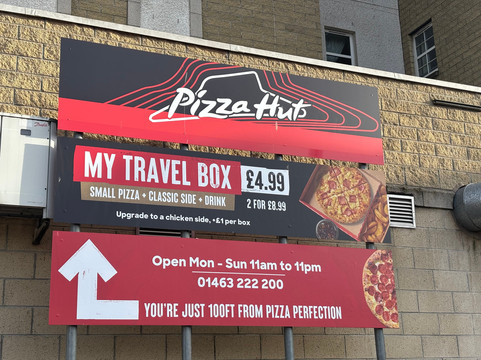 Pizza Huts
MY TRAVEL BOX £4.99
SMALL PIZZA + CLASSIC SIDE + DRINK
2 FOR £8.99
Upgrade to a chicken side, +£1 per box
Open Mon - Sun 11am to 11pm
01463 222 200
YOU'RE JUST 100FT FROM PIZZA PERFECTION